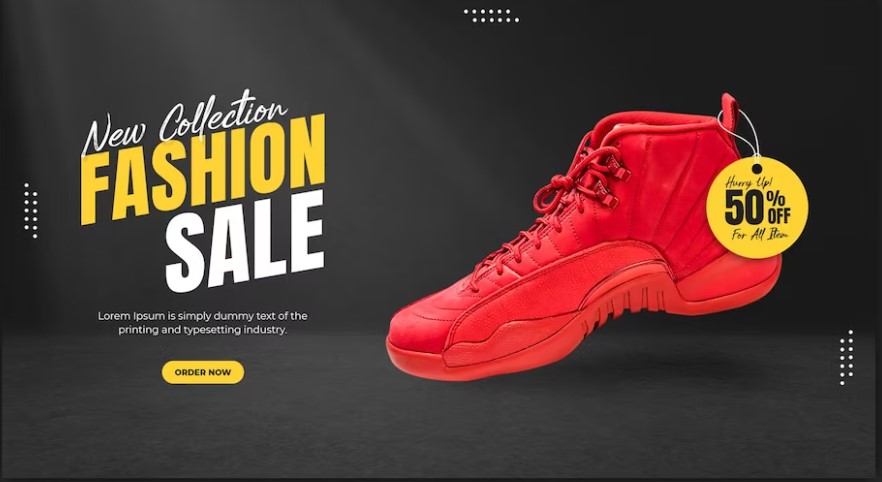 New Collection
FASHION
SALE
Lorem Ipsum is simply dummy text of the
printing and typesetting industry.
ORDER NOW
Hurry Up!
50% OFF
For All Item